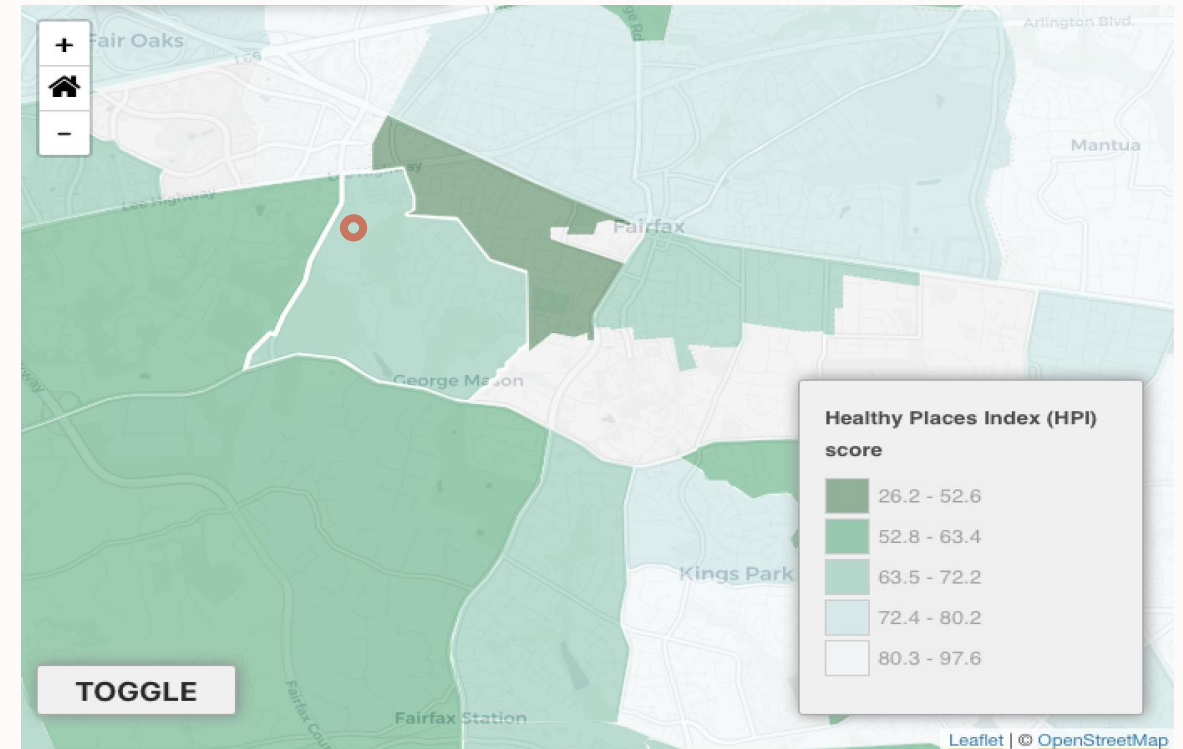 +
−
Fair Oaks
Arlington Blvd.
Mantua
Lee Highway
Fairfax
George Mason
Healthy Places Index (HPI)
score
26.2 - 52.6
52.8 - 63.4
63.5 - 72.2
72.4 - 80.2
80.3 - 97.6
Kings Park
TOGGLE
Fairfax Station
Leaflet | © OpenStreetMap